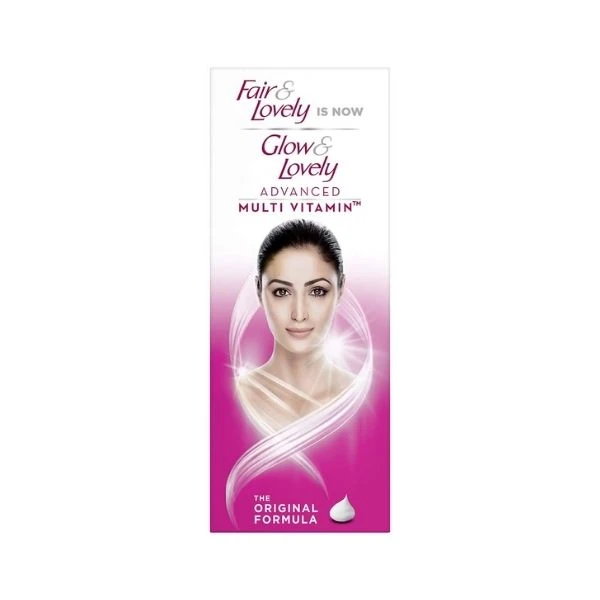 Fair &
Lovely IS NOW
Glow &
Lovely
ADVANCED
MULTI VITAMIN™
THE
ORIGINAL
FORMULA